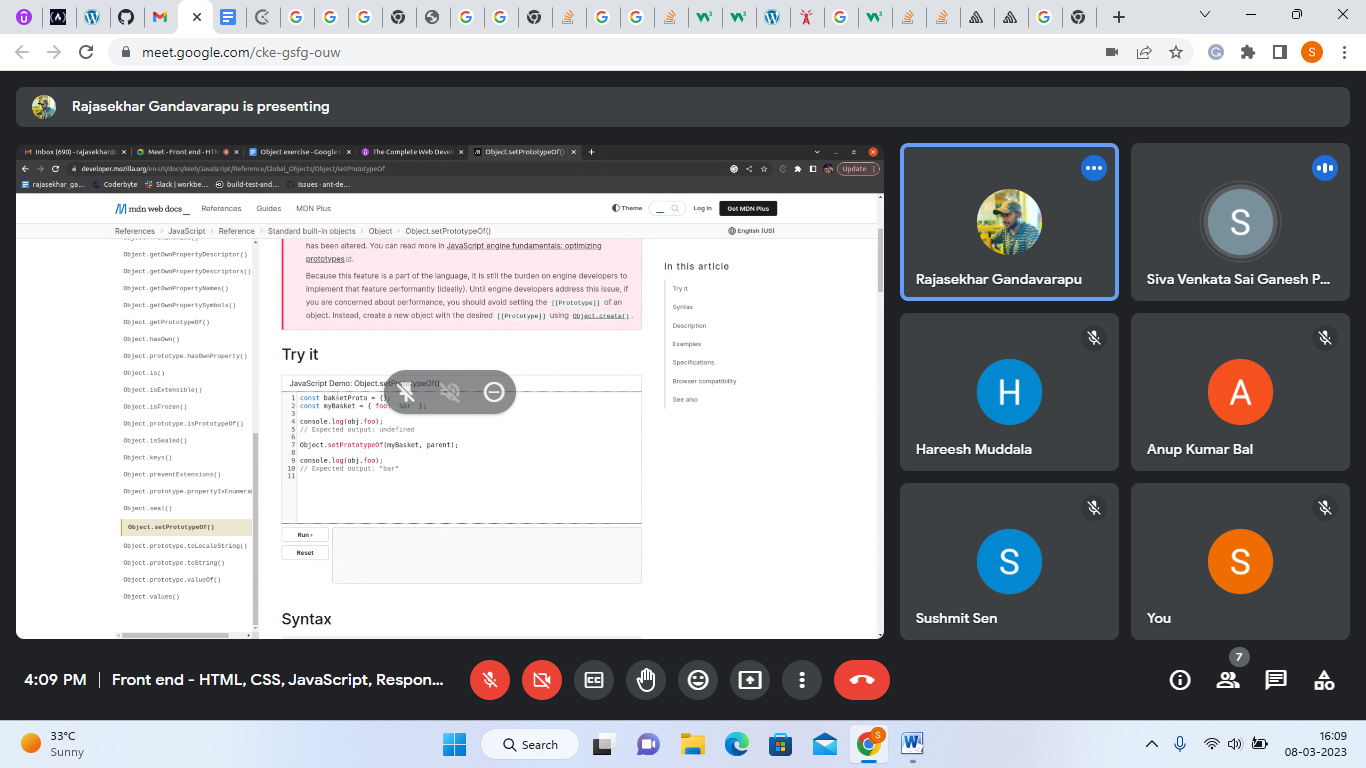 meet.google.com/cke-gsfg-ouw
S
Rajasekhar Gandavarapu is presenting
Inbox (690) - rajasekhar@
Meet - Front end - HTM
Object exercise - Google D
The Complete Web Devel
Object.setPrototypeOf()
developer.mozilla.org/en-US/docs/Web/JavaScript/Reference/Global_Objects/Object/setPrototypeOf
Update
rajasekhar_ga...
Coderbyte
Slack | workbe...
build-test-and...
Issues · ant-de...
mdn web docs_
References
Guides
MDN Plus
Theme
Log in
Get MDN Plus
References
JavaScript
Reference
Standard built-in objects
Object
Object.setPrototypeOf()
English (US)
Object.getOwnPropertyDescriptor()
Object.getOwnPropertyDescriptors()
Object.getOwnPropertyNames()
Object.getOwnPropertySymbols()
Object.getPrototypeOf()
Object.hasOwn()
Object.prototype.hasOwnProperty()
Object.is()
Object.isExtensible()
Object.isFrozen()
Object.prototype.isPrototypeOf()
Object.isSealed()
Object.keys()
Object.preventExtensions()
Object.prototype.propertyIsEnumera
Object.seal()
Object.setPrototypeOf()
Object.prototype.toLocaleString()
Object.prototype.toString()
Object.prototype.valueOf()
Object.values()
has been altered. You can read more in JavaScript engine fundamentals: optimizing
prototypes.
Because this feature is a part of the language, it is still the burden on engine developers to
implement that feature performantly (ideally). Until engine developers address this issue, if
you are concerned about performance, you should avoid setting the [[Prototype]] of an
object. Instead, create a new object with the desired [[Prototype]] using Object.create().
Try it
JavaScript Demo: Object.setPrototypeOf()
1 const baksetProto = {};
2 const myBasket = { foo: 'bar' };
3
4 console.log(obj.foo);
5 // Expected output: undefined
6
7 Object.setPrototypeOf(myBasket, parent);
8
9 console.log(obj.foo);
10 // Expected output: "bar"
11
Run ›
Reset
Syntax
In this article
Try it
Syntax
Description
Examples
Specifications
Browser compatibility
See also
Rajasekhar Gandavarapu
S
Siva Venkata Sai Ganesh P...
H
Hareesh Muddala
A
Anup Kumar Bal
S
Sushmit Sen
S
You
4:09 PM | Front end - HTML, CSS, JavaScript, Respon...
7
33°C
Sunny
Search
S
16:09
08-03-2023